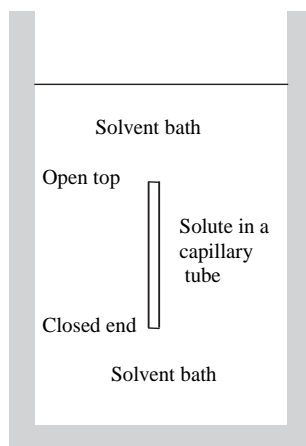 Solvent bath
Open top
Solute in a
capillary
tube
Closed end
Solvent bath